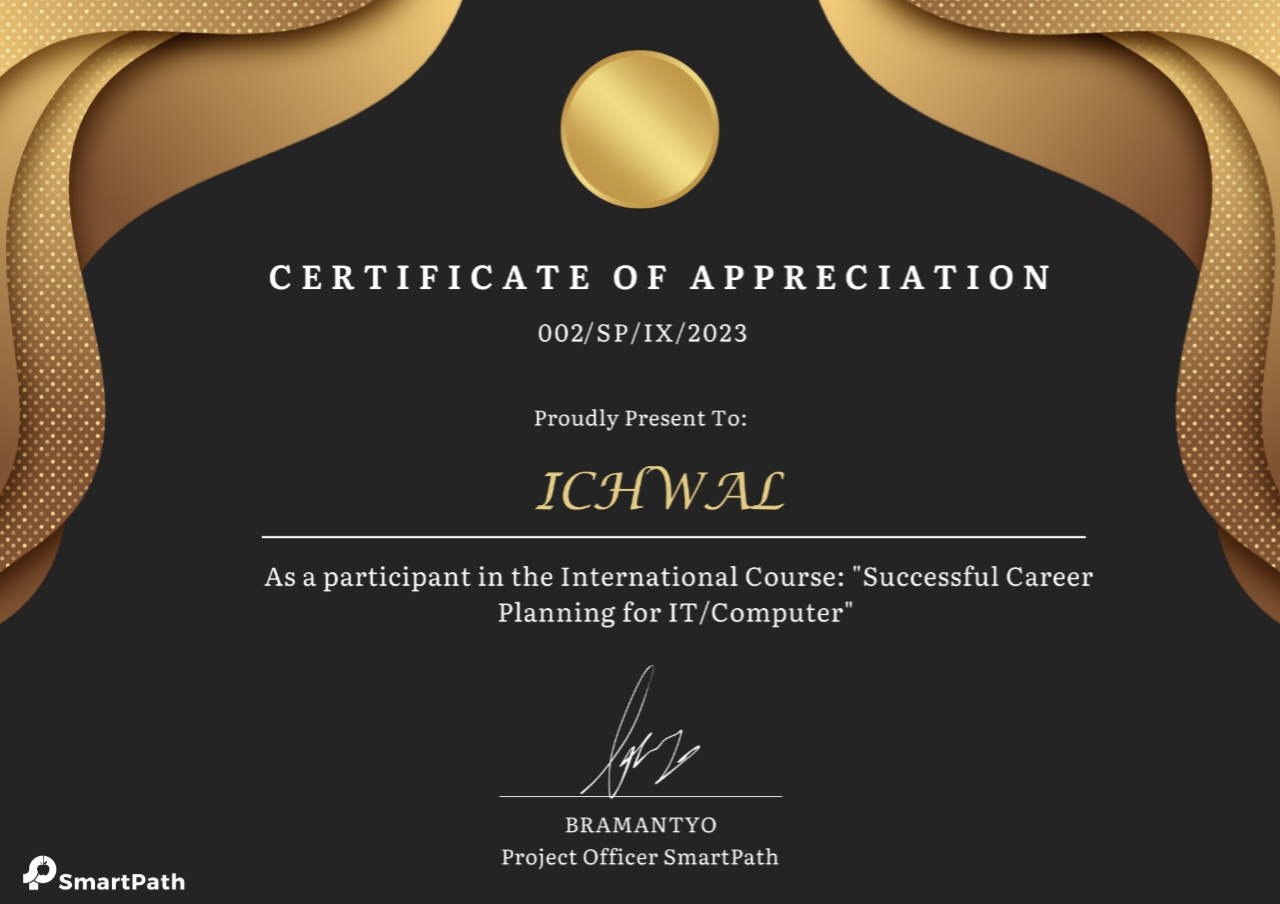 CERTIFICATE OF APPRECIATION
002/SP/IX/2023
Proudly Present To:
ICHWAL
As a participant in the International Course: "Successful Career
Planning for IT/Computer"
BRAMANTYO
Project Officer SmartPath
SmartPath